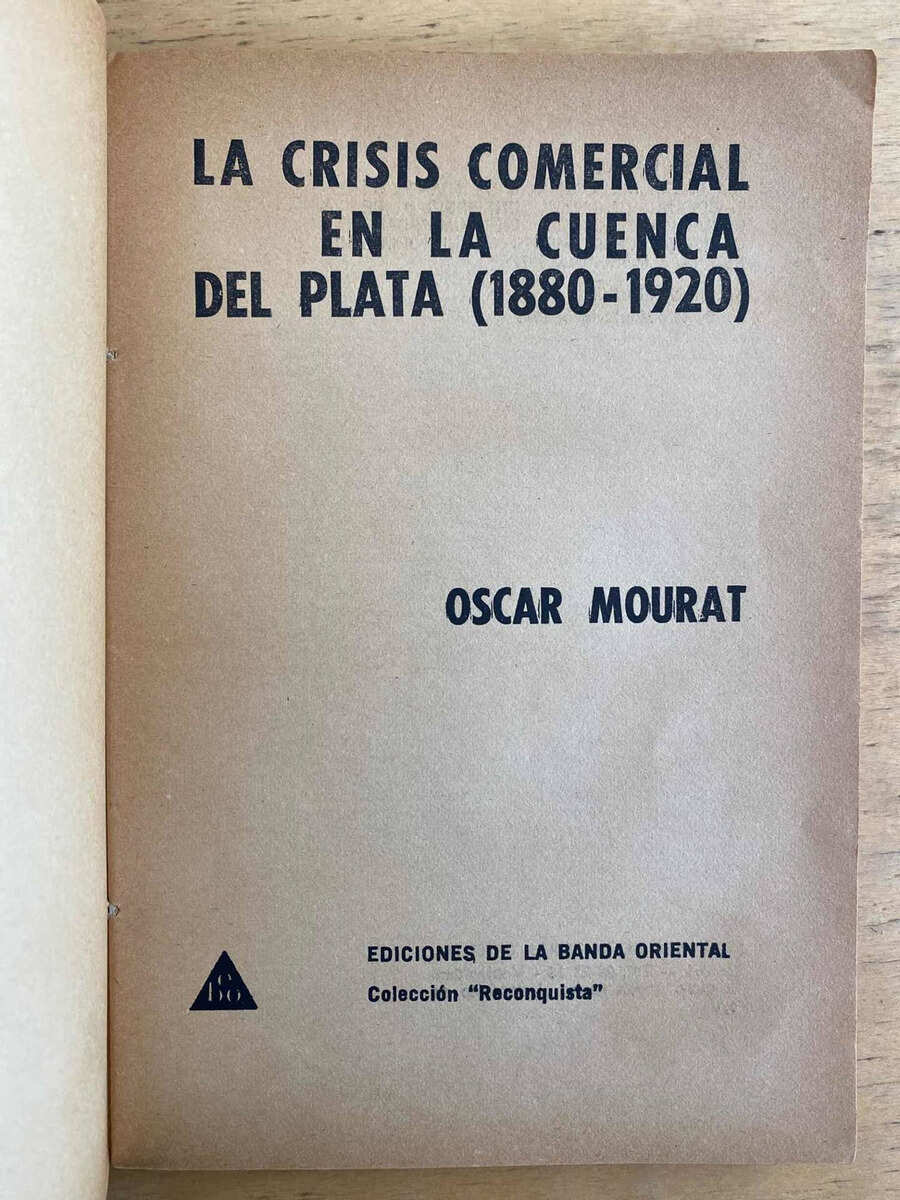 LA CRISIS COMERCIAL
EN LA CUENCA
DEL PLATA (1880-1920)
OSCAR MOURAT
EDICIONES DE LA BANDA ORIENTAL
Colección "Reconquista"